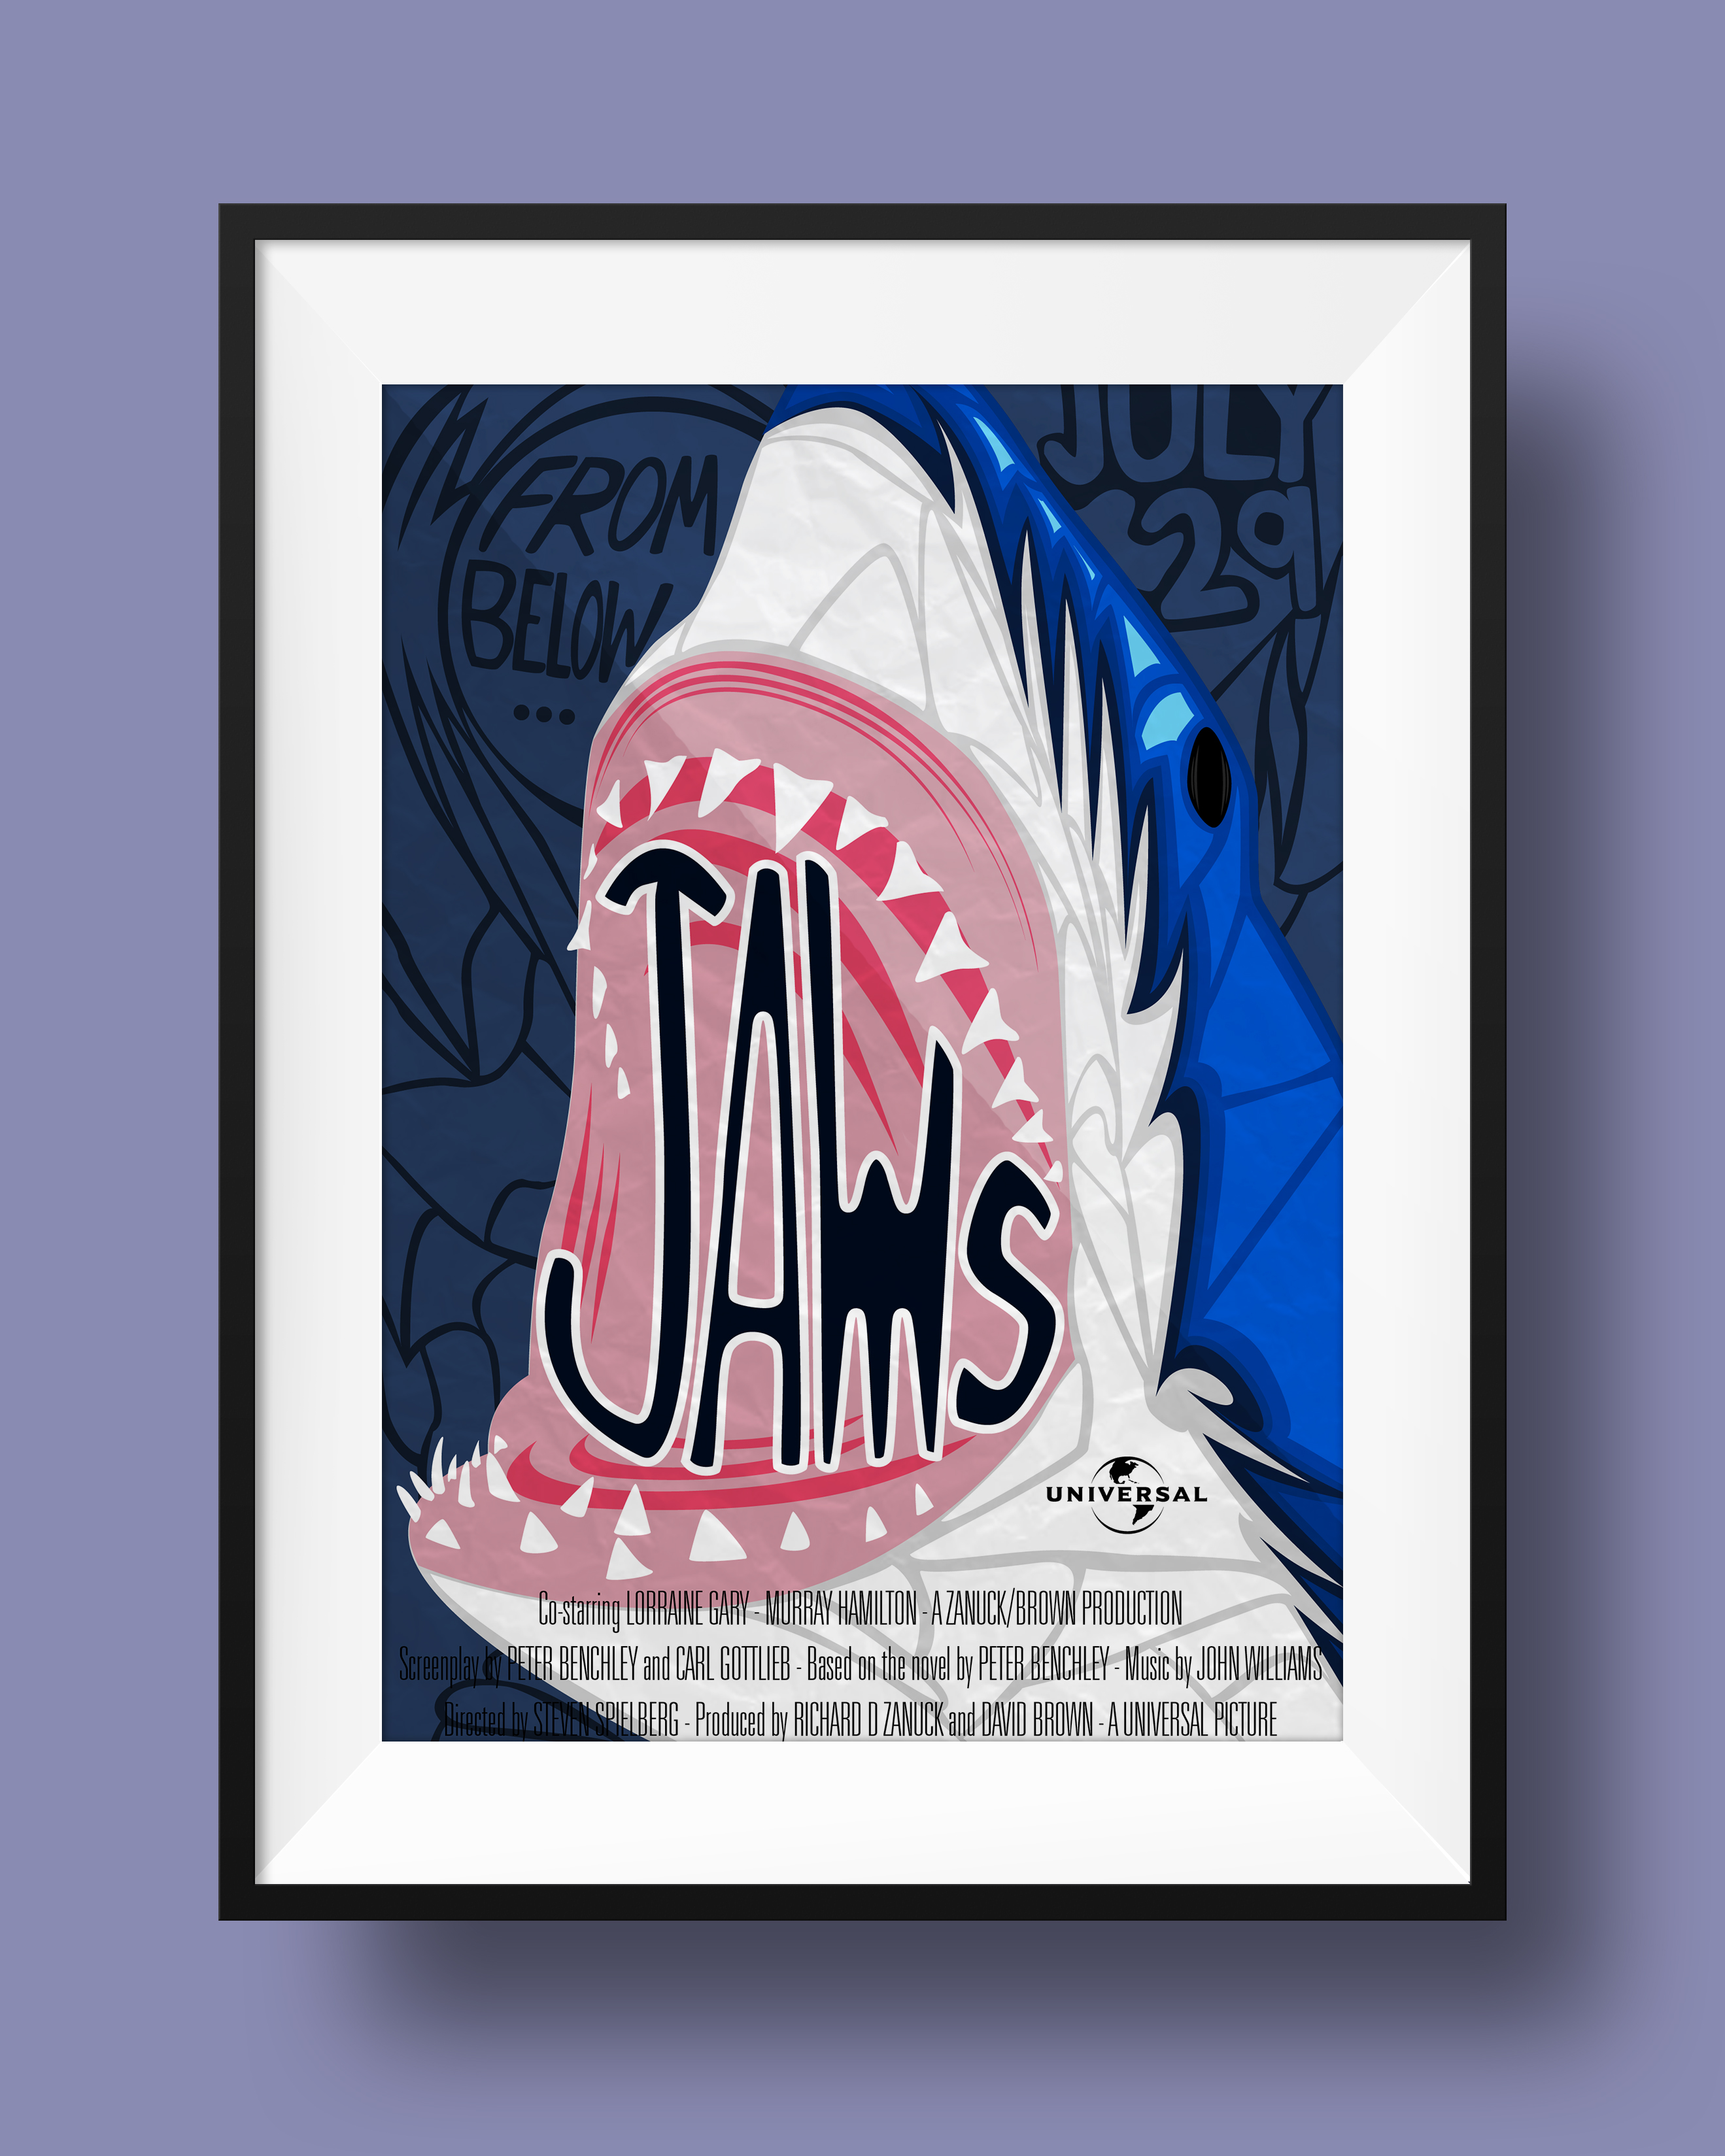 FROM
BELOW
...
JULY
29
JAWS
UNIVERSAL
Co-starring LORRAINE GARY - MURRAY HAMILTON - A ZANUCK/BROWN PRODUCTION
Screenplay by PETER BENCHLEY and CARL GOTTLIEB - Based on the novel by PETER BENCHLEY - Music by JOHN WILLIAMS
Directed by STEVEN SPIELBERG - Produced by RICHARD D ZANUCK and DAVID BROWN - A UNIVERSAL PICTURE